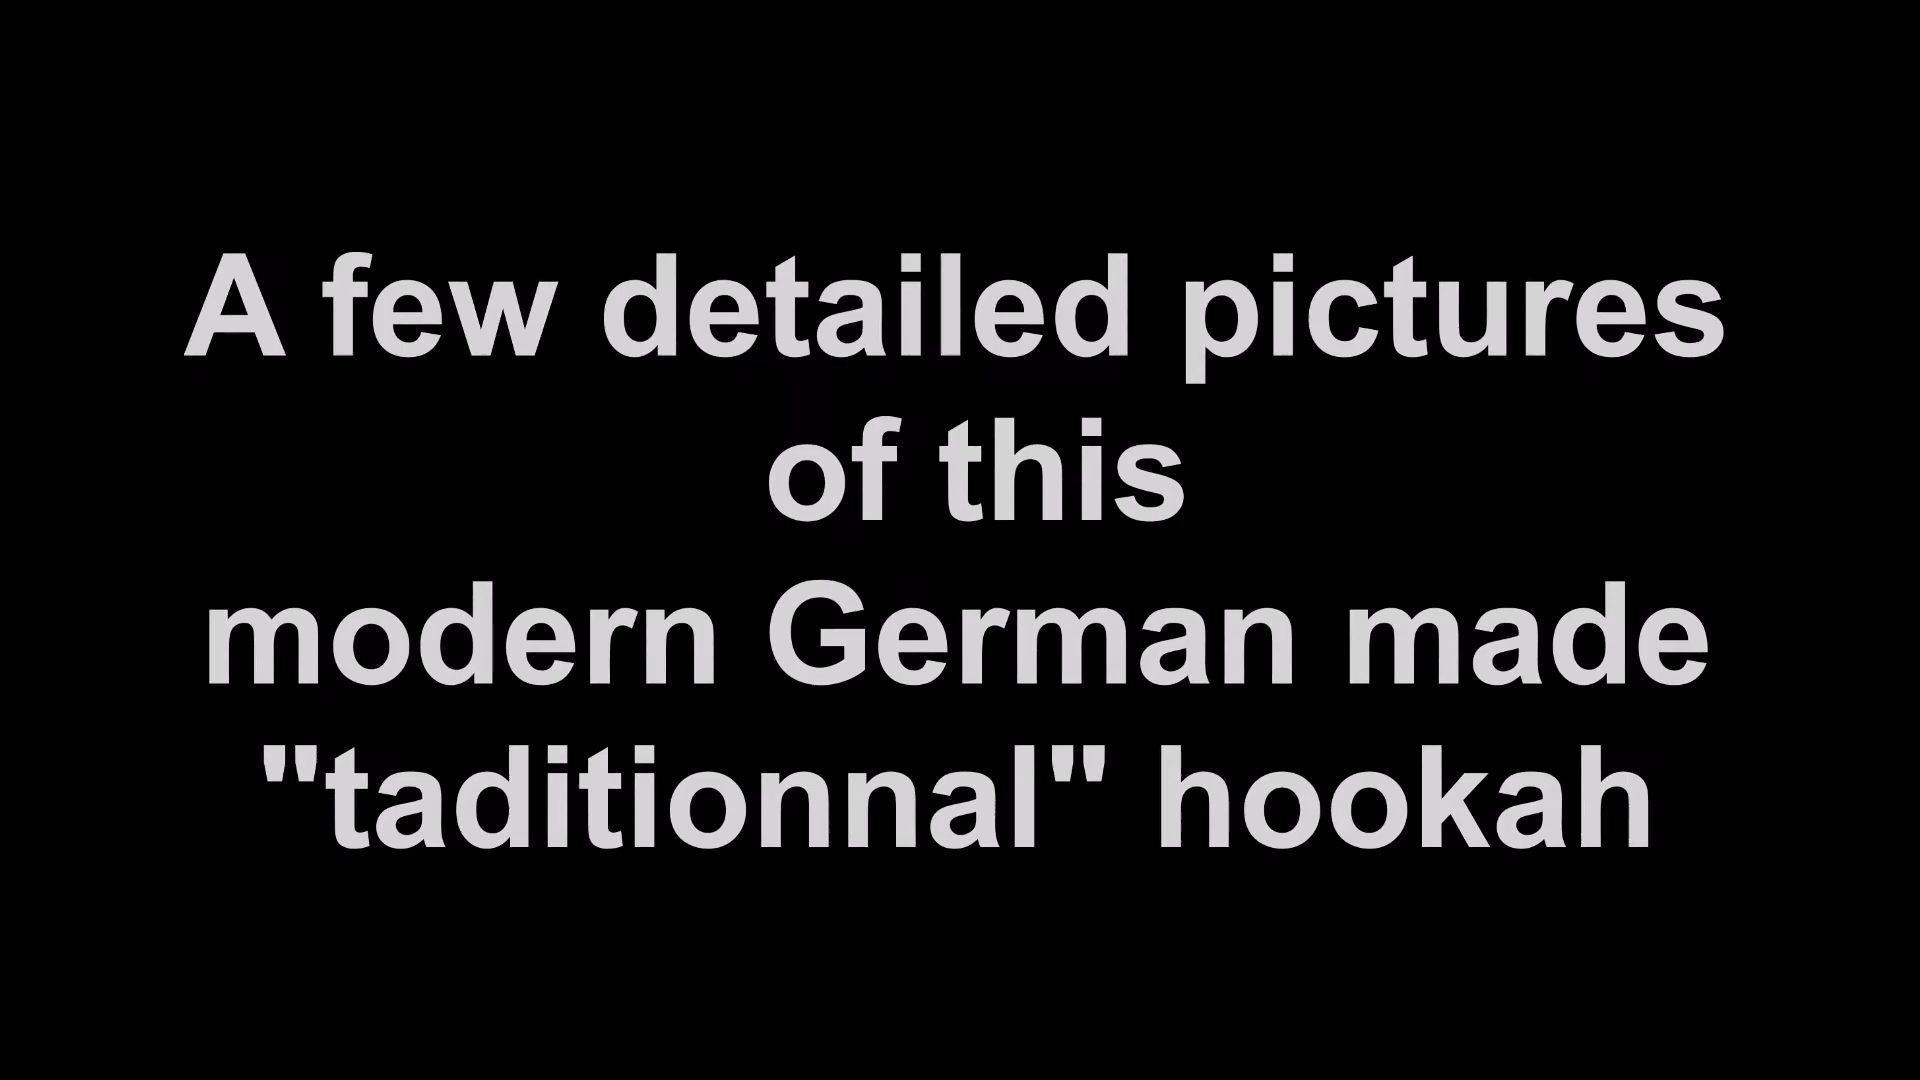 A few detailed pictures
of this
modern German made
"taditionnal" hookah